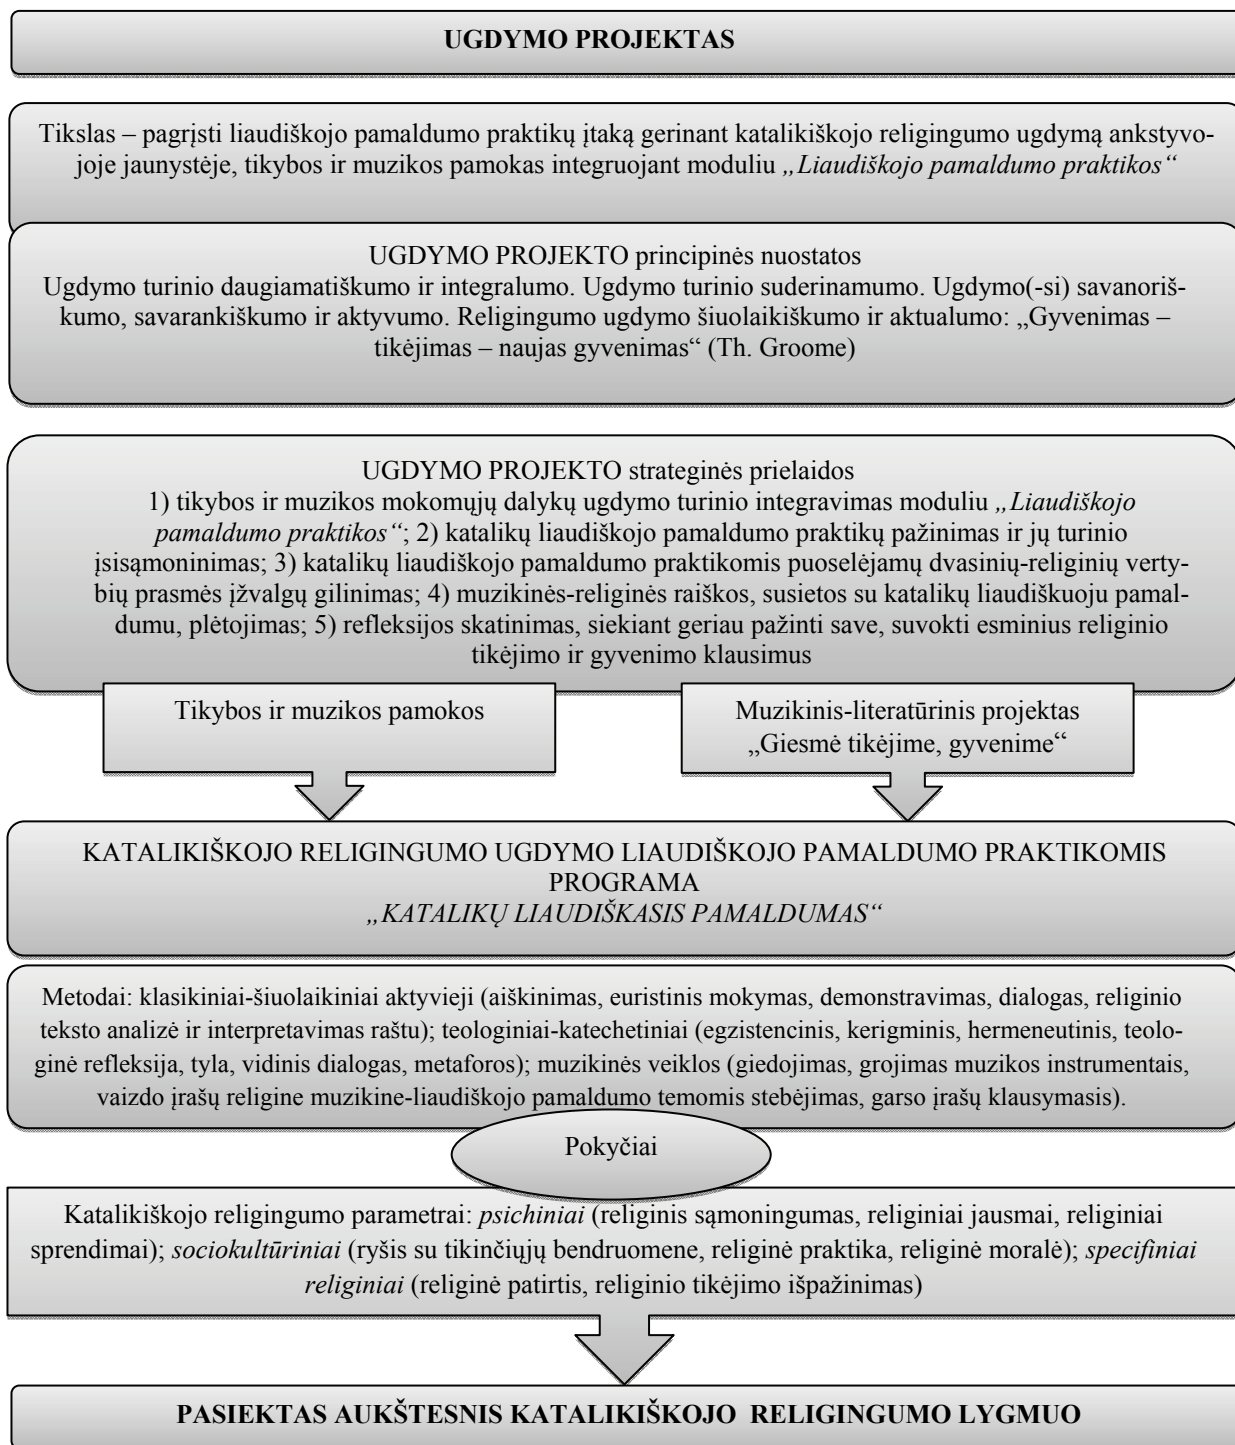 UGDYMO PROJEKTAS
Tikslas – pagrįsti liaudiškojo pamaldumo praktikų įtaką gerinant katalikiškojo religingumo ugdymą ankstyvo-
joje jaunystėje, tikybos ir muzikos pamokas integruojant moduliu „Liaudiškojo pamaldumo praktikos“
UGDYMO PROJEKTO principinės nuostatos
Ugdymo turinio daugiamatiškumo ir integralumo. Ugdymo turinio suderinamumo. Ugdymo(-si) savanoriš-
kumo, savarankiškumo ir aktyvumo. Religingumo ugdymo šiuolaikiškumo ir aktualumo: „Gyvenimas –
tikėjimas – naujas gyvenimas“ (Th. Groome)
UGDYMO PROJEKTO strateginės prielaidos
1) tikybos ir muzikos mokomųjų dalykų ugdymo turinio integravimas moduliu „Liaudiškojo
pamaldumo praktikos“; 2) katalikų liaudiškojo pamaldumo praktikų pažinimas ir jų turinio
įsisąmoninimas; 3) katalikų liaudiškojo pamaldumo praktikomis puoselėjamų dvasinių-religinių verty-
bių prasmės įžvalgų gilinimas; 4) muzikinės-religinės raiškos, susietos su katalikų liaudiškuoju pamal-
dumu, plėtojimas; 5) refleksijos skatinimas, siekiant geriau pažinti save, suvokti esminius religinio
tikėjimo ir gyvenimo klausimus
Tikybos ir muzikos pamokos
Muzikinis-literatūrinis projektas
„Giesmė tikėjime, gyvenime“
KATALIKIŠKOJO RELIGINGUMO UGDYMO LIAUDIŠKOJO PAMALDUMO PRAKTIKOMIS
PROGRAMA
„KATALIKŲ LIAUDIŠKASIS PAMALDUMAS“
Metodai: klasikiniai-šiuolaikiniai aktyvieji (aiškinimas, euristinis mokymas, demonstravimas, dialogas, religinio
teksto analizė ir interpretavimas raštu); teologiniai-katechetiniai (egzistencinis, kerigminis, hermeneutinis, teolo-
ginė refleksija, tyla, vidinis dialogas, metaforos); muzikinės veiklos (giedojimas, grojimas muzikos instrumentais,
vaizdo įrašų religine muzikine-liaudiškojo pamaldumo temomis stebėjimas, garso įrašų klausymasis).
Pokyčiai
Katalikiškojo religingumo parametrai: psichiniai (religinis sąmoningumas, religiniai jausmai, religiniai
sprendimai); sociokultūriniai (ryšis su tikinčiųjų bendruomene, religinė praktika, religinė moralė); specifiniai
religiniai (religinė patirtis, religinio tikėjimo išpažinimas)
PASIEKTAS AUKŠTESNIS KATALIKIŠKOJO RELIGINGUMO LYGMUO